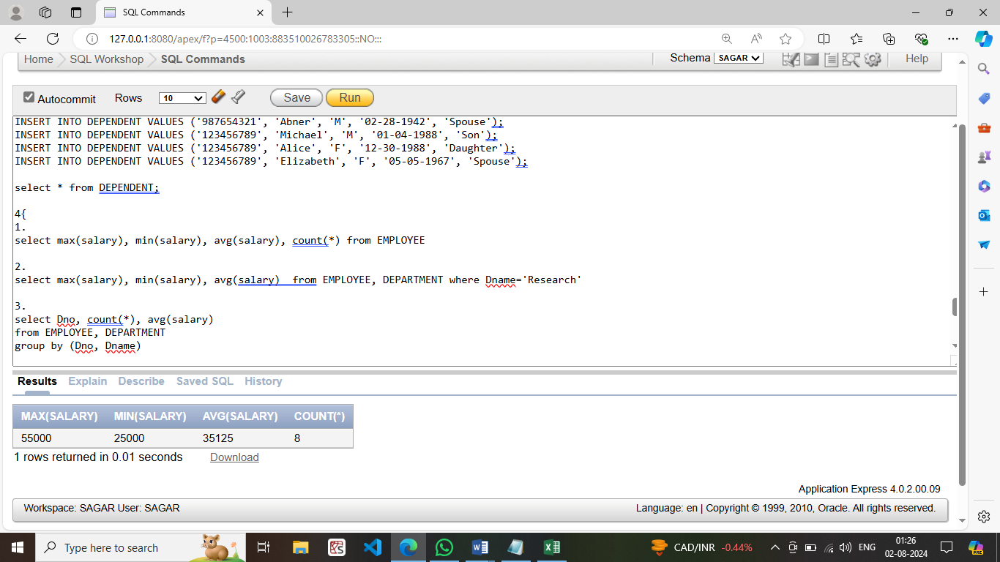 SQL Commands
127.0.0.1:8080/apex/f?p=4500:1003:883510026783305::NO:::
Home SQL Workshop SQL Commands Schema SAGAR Help
Autocommit Rows 10 Save Run
INSERT INTO DEPENDENT VALUES ('987654321', 'Abner', 'M', '02-28-1942', 'Spouse');
INSERT INTO DEPENDENT VALUES ('123456789', 'Michael', 'M', '01-04-1988', 'Son');
INSERT INTO DEPENDENT VALUES ('123456789', 'Alice', 'F', '12-30-1988', 'Daughter');
INSERT INTO DEPENDENT VALUES ('123456789', 'Elizabeth', 'F', '05-05-1967', 'Spouse');
select * from DEPENDENT;
4{
1.
select max(salary), min(salary), avg(salary), count(*) from EMPLOYEE
2.
select max(salary), min(salary), avg(salary)  from EMPLOYEE, DEPARTMENT where Dname='Research'
3.
select Dno, count(*), avg(salary)
from EMPLOYEE, DEPARTMENT
group by (Dno, Dname)
Results Explain Describe Saved SQL History
MAX(SALARY) MIN(SALARY) AVG(SALARY) COUNT(*)
55000 25000 35125 8
1 rows returned in 0.01 seconds Download
Application Express 4.0.2.00.09
Workspace: SAGAR User: SAGAR Language: en | Copyright © 1999, 2010, Oracle. All rights reserved.
Type here to search CAD/INR -0.44% ENG 01:26
02-08-2024
PRE